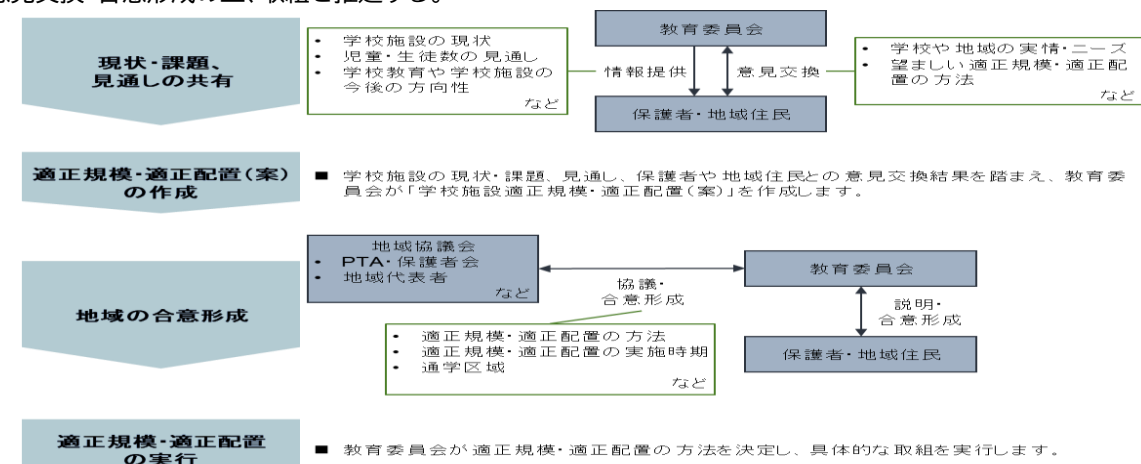 現状・課題、
見通しの共有
• 学校施設の現状
• 児童・生徒数の見通し
• 学校教育や学校施設の
今後の方向性
など
教育委員会
情報提供
意見交換
保護者・地域住民
• 学校や地域の実情・ニーズ
• 望ましい適正規模・適正配
置の方法
など
適正規模・適正配置(案)
の作成
■ 学校施設の現状・課題、見通し、保護者や地域住民との意見交換結果を踏まえ、教育委
員会が「学校施設適正規模・適正配置(案)」を作成します。
地域の合意形成
地域協議会
• PTA・保護者会
• 地域代表者
など
協議・
合意形成
• 適正規模・適正配置の方法
• 適正規模・適正配置の実施時期
• 通学区域
など
教育委員会
説明・
合意形成
保護者・地域住民
適正規模・適正配置
の実行
■ 教育委員会が適正規模・適正配置の方法を決定し、具体的な取組を実行します。